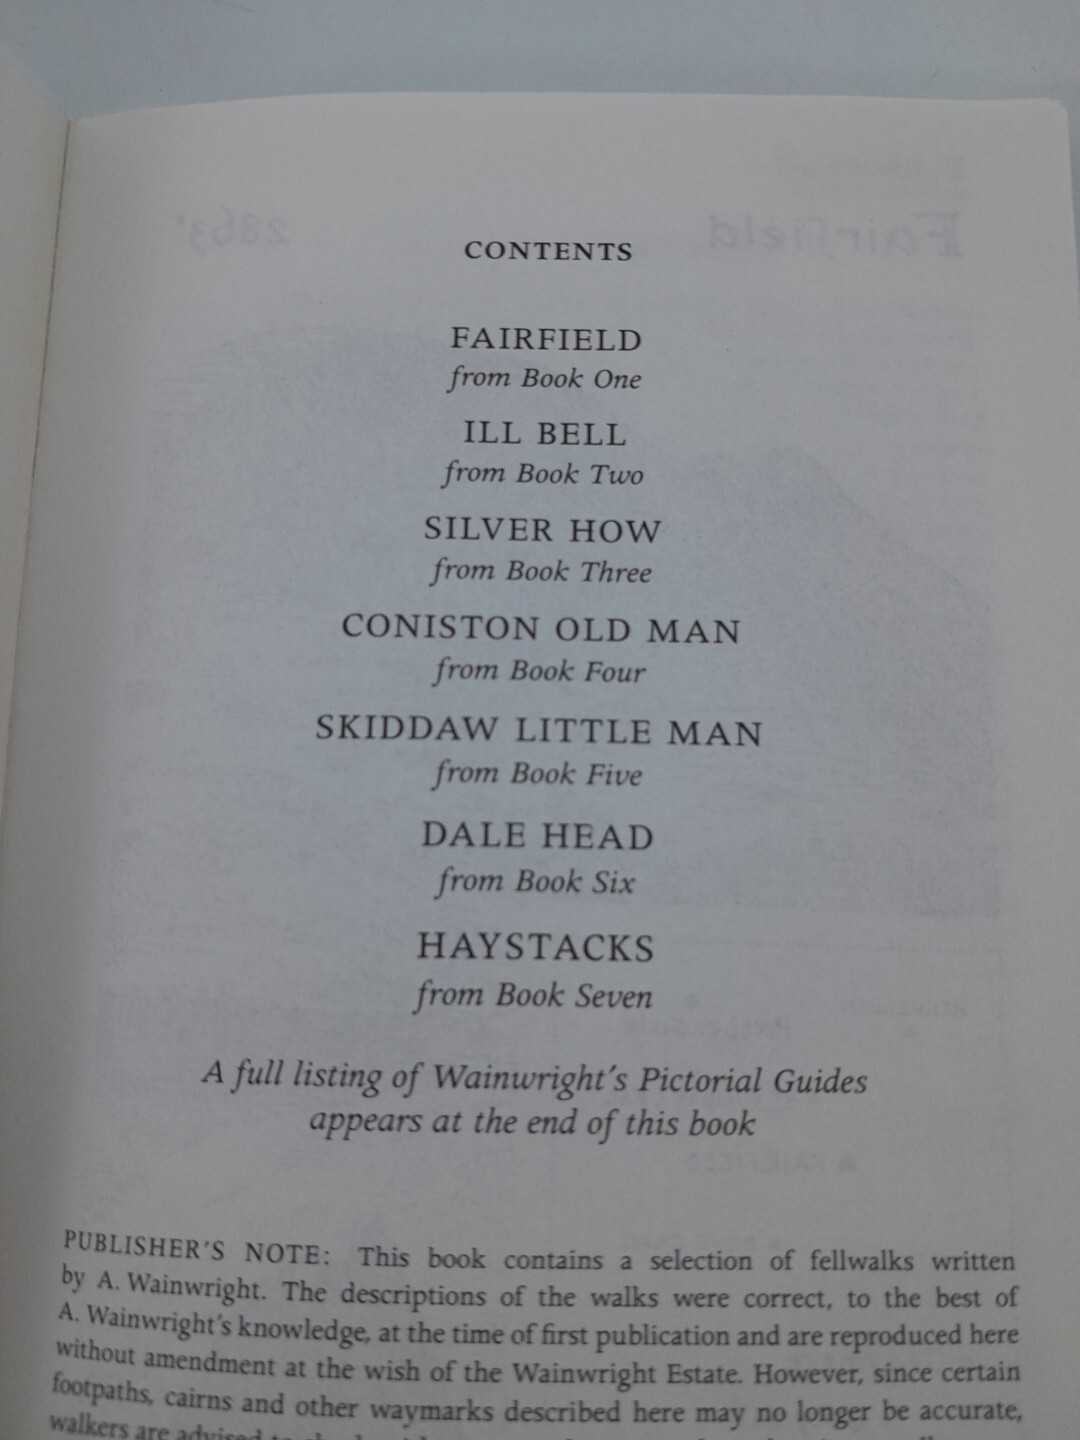 CONTENTS
FAIRFIELD
from Book One
ILL BELL
from Book Two
SILVER HOW
from Book Three
CONISTON OLD MAN
from Book Four
SKIDDAW LITTLE MAN
from Book Five
DALE HEAD
from Book Six
HAYSTACKS
from Book Seven
A full listing of Wainwright's Pictorial Guides
appears at the end of this book
PUBLISHER'S NOTE: This book contains a selection of fellwalks written
by A. Wainwright. The descriptions of the walks were correct, to the best of
A. Wainwright's knowledge, at the time of first publication and are reproduced here
without amendment at the wish of the Wainwright Estate. However, since certain
footpaths, cairns and other waymarks described here may no longer be accurate,
walkers are advised to